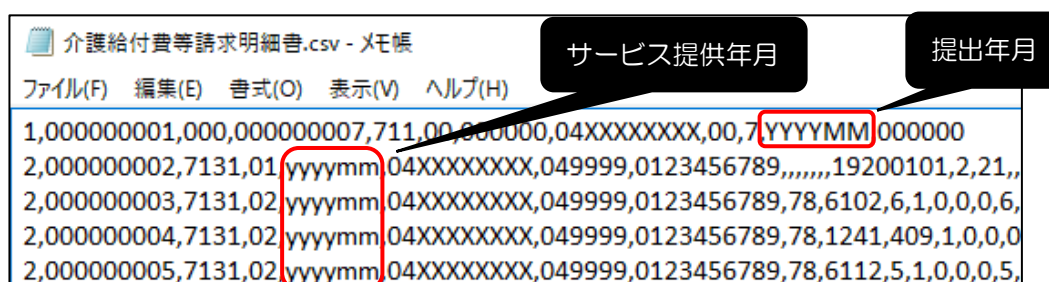 介護給付費等請求明細書.csv - メモ帳
サービス提供年月
提出年月
ファイル(F) 編集(E) 書式(O) 表示(V) ヘルプ(H)
1,000000001,000,000000007,711,00,000000,04XXXXXXXX,00,7,YYYYMM,000000
2,000000002,7131,01,yyyymm,04XXXXXXXX,049999,0123456789,,,,,,,19200101,2,21,,
2,000000003,7131,02,yyyymm,04XXXXXXXX,049999,0123456789,78,6102,6,1,0,0,0,6,
2,000000004,7131,02,yyyymm,04XXXXXXXX,049999,0123456789,78,1241,409,1,0,0,0
2,000000005,7131,02,yyyymm,04XXXXXXXX,049999,0123456789,78,6112,5,1,0,0,0,5,